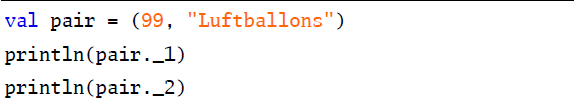 val pair = (99, "Luftballons")
println(pair._1)
println(pair._2)